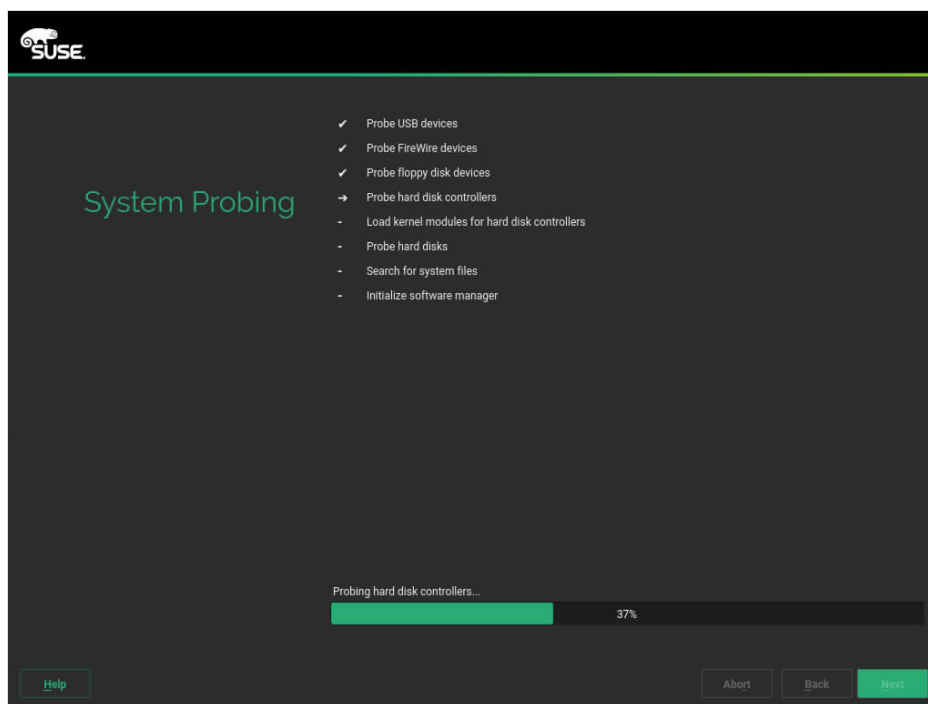 SUSE.
System Probing
✔ Probe USB devices
✔ Probe FireWire devices
✔ Probe floppy disk devices
➔ Probe hard disk controllers
- Load kernel modules for hard disk controllers
- Probe hard disks
- Search for system files
- Initialize software manager
Probing hard disk controllers...
37%
Help
Abort
Back
Next